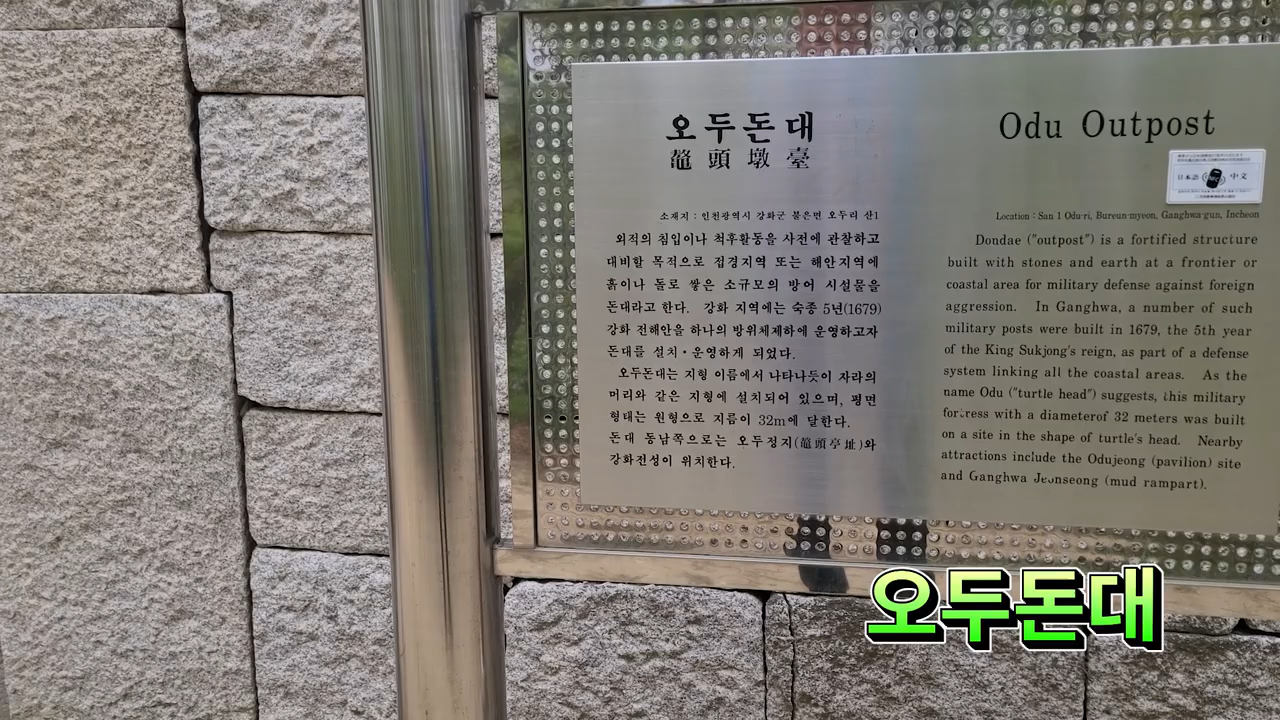 오두돈대
鼇頭墩臺
소재지 : 인천광역시 강화군 불은면 오두리 산1
외적의 침입이나 척후활동을 사전에 관찰하고
대비할 목적으로 접경지역 또는 해안지역에
흙이나 돌로 쌓은 소규모의 방어 시설물을
돈대라고 한다. 강화 지역에는 숙종 5년(1679)
강화 전해안을 하나의 방위체제하에 운영하고자
돈대를 설치·운영하게 되었다.
오두돈대는 지형 이름에서 나타나듯이 자라의
머리와 같은 지형에 설치되어 있으며, 평면
형태는 원형으로 지름이 32m에 달한다.
돈대 동남쪽으로는 오두정지(鼇頭亭址)와
강화전성이 위치한다.
Odu Outpost
日本語 中文
Location : San 1 Odu-ri, Bureun-myeon, Ganghwa-gun, Incheon
Dondae ("outpost") is a fortified structure
built with stones and earth at a frontier or
coastal area for military defense against foreign
aggression. In Ganghwa, a number of such
military posts were built in 1679, the 5th year
of the King Sukjong's reign, as part of a defense
system linking all the coastal areas. As the
name Odu ("turtle head") suggests, this military
fortress with a diameterof 32 meters was built
on a site in the shape of turtle's head. Nearby
attractions include the Odujeong (pavilion) site
and Ganghwa Jeonseong (mud rampart).
오두돈대